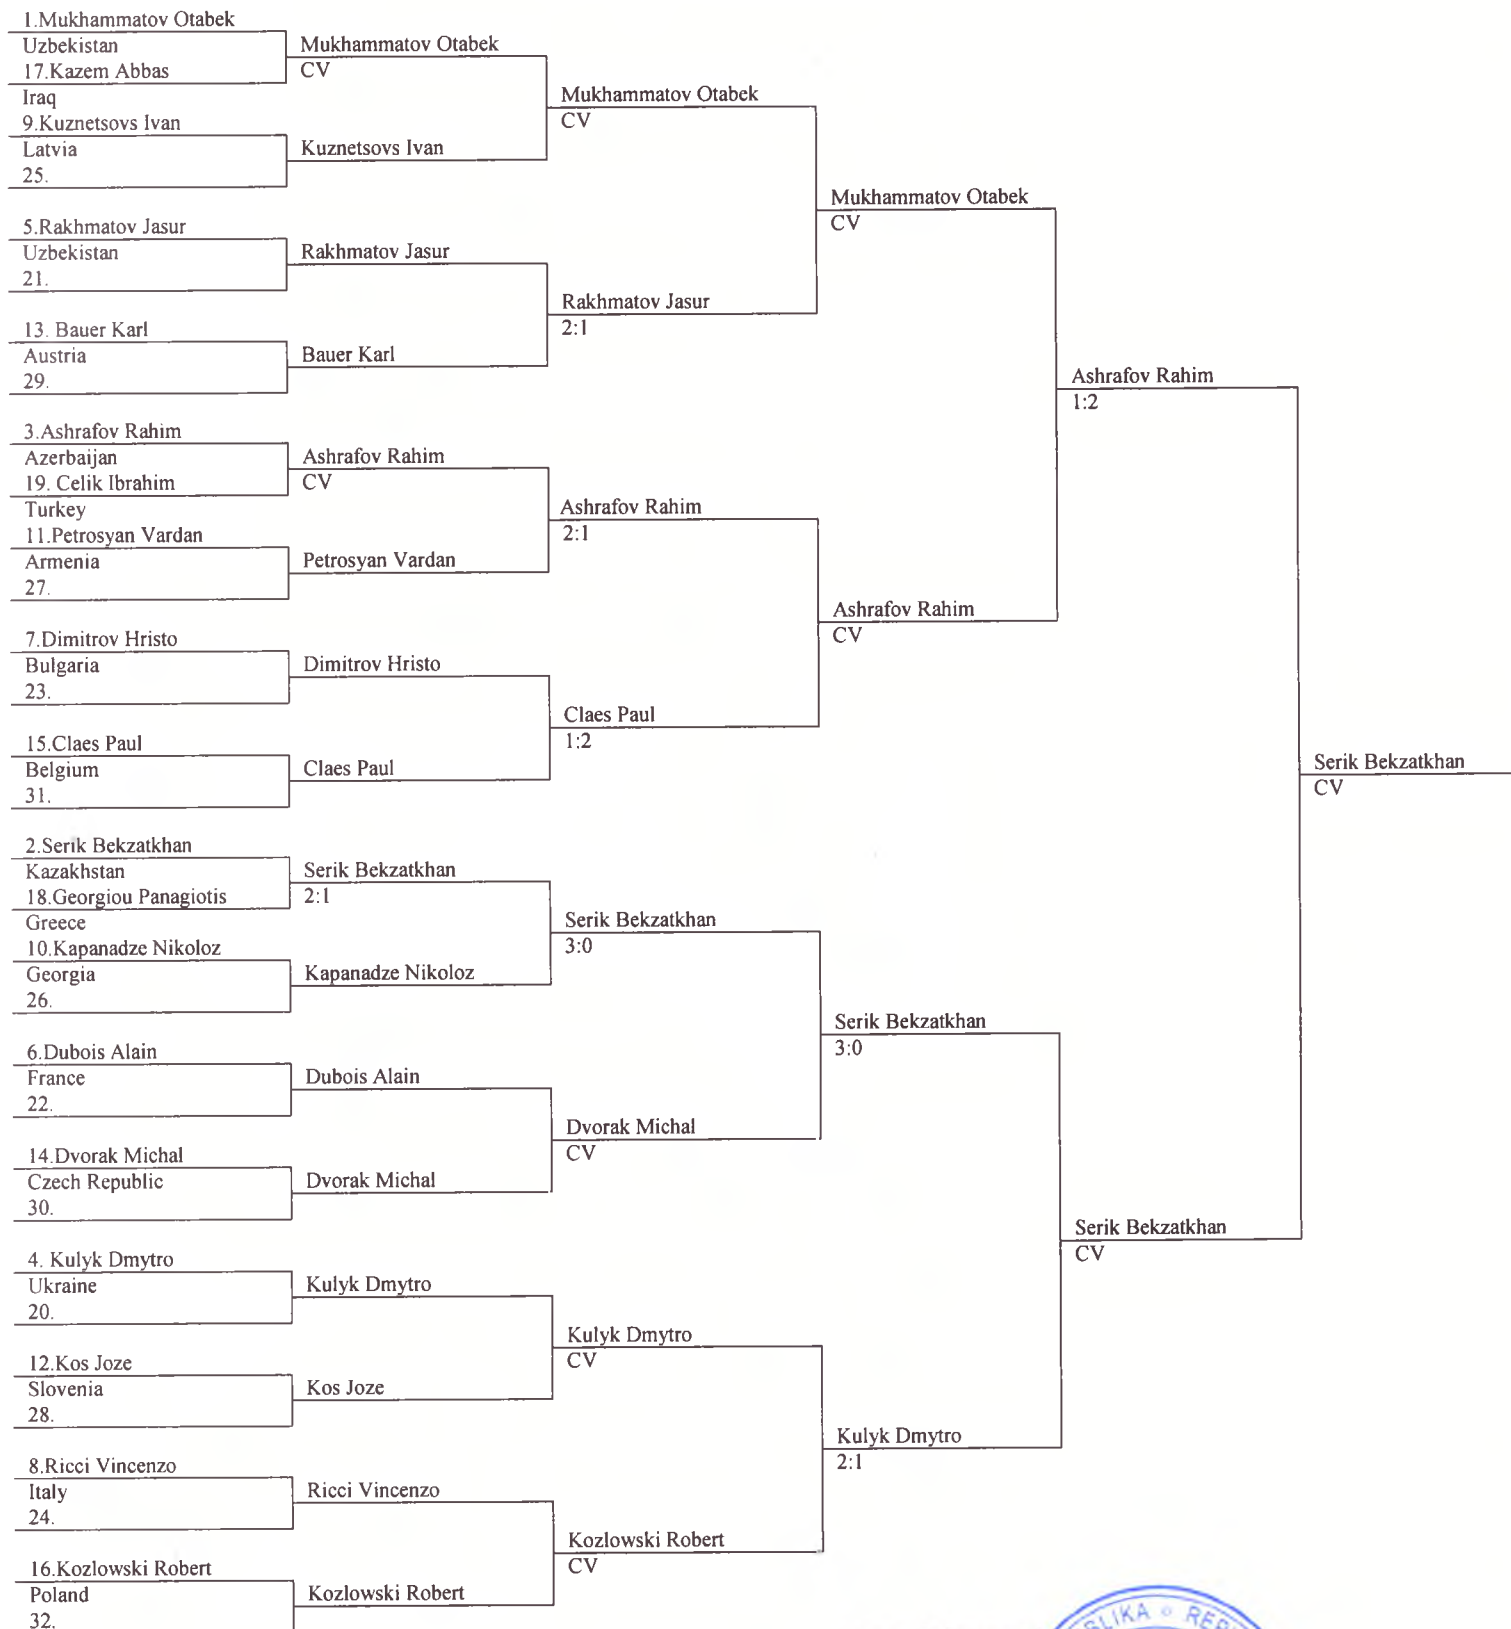 1.Mukhammatov Otabek
Uzbekistan
17.Kazem Abbas
Iraq
9.Kuznetsovs Ivan
Latvia
25.
5.Rakhmatov Jasur
Uzbekistan
21.
13. Bauer Karl
Austria
29.
3.Ashrafov Rahim
Azerbaijan
19. Celik Ibrahim
Turkey
11.Petrosyan Vardan
Armenia
27.
7.Dimitrov Hristo
Bulgaria
23.
15.Claes Paul
Belgium
31.
2.Serik Bekzatkhan
Kazakhstan
18.Georgiou Panagiotis
Greece
10.Kapanadze Nikoloz
Georgia
26.
6.Dubois Alain
France
22.
14.Dvorak Michal
Czech Republic
30.
4. Kulyk Dmytro
Ukraine
20.
12.Kos Joze
Slovenia
28.
8.Ricci Vincenzo
Italy
24.
16.Kozlowski Robert
Poland
32.
Mukhammatov Otabek
CV
Kuznetsovs Ivan
Rakhmatov Jasur
Bauer Karl
Ashrafov Rahim
CV
Petrosyan Vardan
Dimitrov Hristo
Claes Paul
Serik Bekzatkhan
2:1
Kapanadze Nikoloz
Dubois Alain
Dvorak Michal
Kulyk Dmytro
Kos Joze
Ricci Vincenzo
Kozlowski Robert
Mukhammatov Otabek
CV
Rakhmatov Jasur
2:1
Ashrafov Rahim
2:1
Claes Paul
1:2
Serik Bekzatkhan
3:0
Dvorak Michal
CV
Kulyk Dmytro
CV
Kozlowski Robert
CV
Mukhammatov Otabek
CV
Ashrafov Rahim
CV
Serik Bekzatkhan
3:0
Kulyk Dmytro
2:1
Ashrafov Rahim
1:2
Serik Bekzatkhan
CV
Serik Bekzatkhan
CV